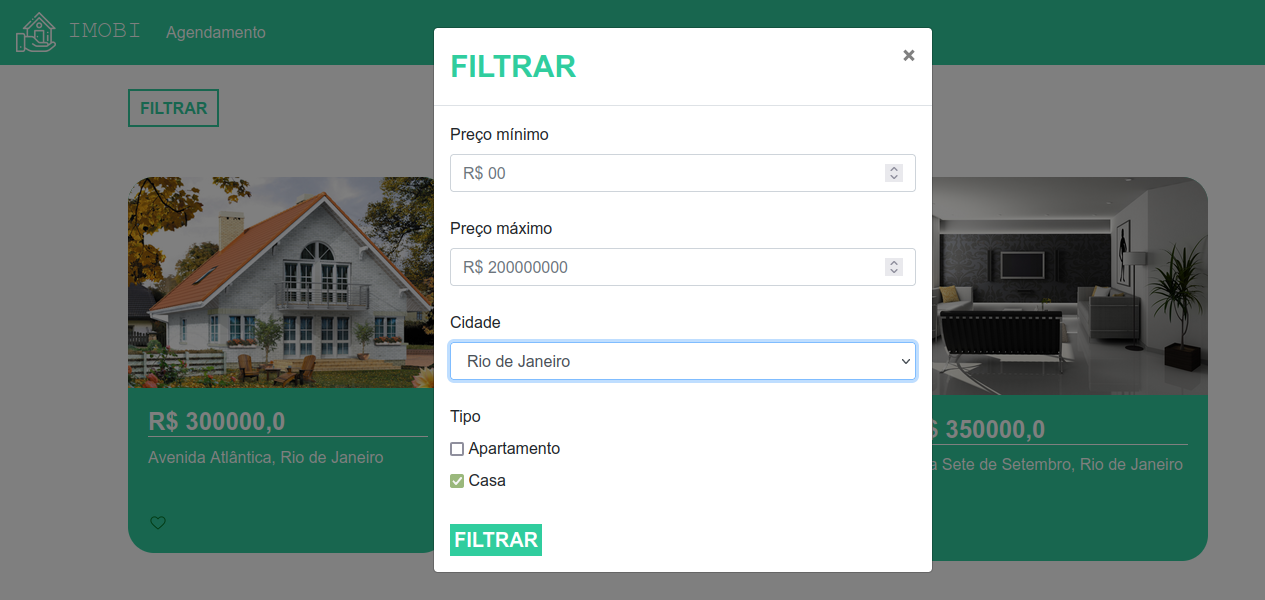 IMOBI
Agendamento
FILTRAR
FILTRAR
×
Preço mínimo
R$ 00
Preço máximo
R$ 200000000
Cidade
Rio de Janeiro
Tipo
Apartamento
Casa
FILTRAR
R$ 300000,0
Avenida Atlântica, Rio de Janeiro
$ 350000,0
a Sete de Setembro, Rio de Janeiro